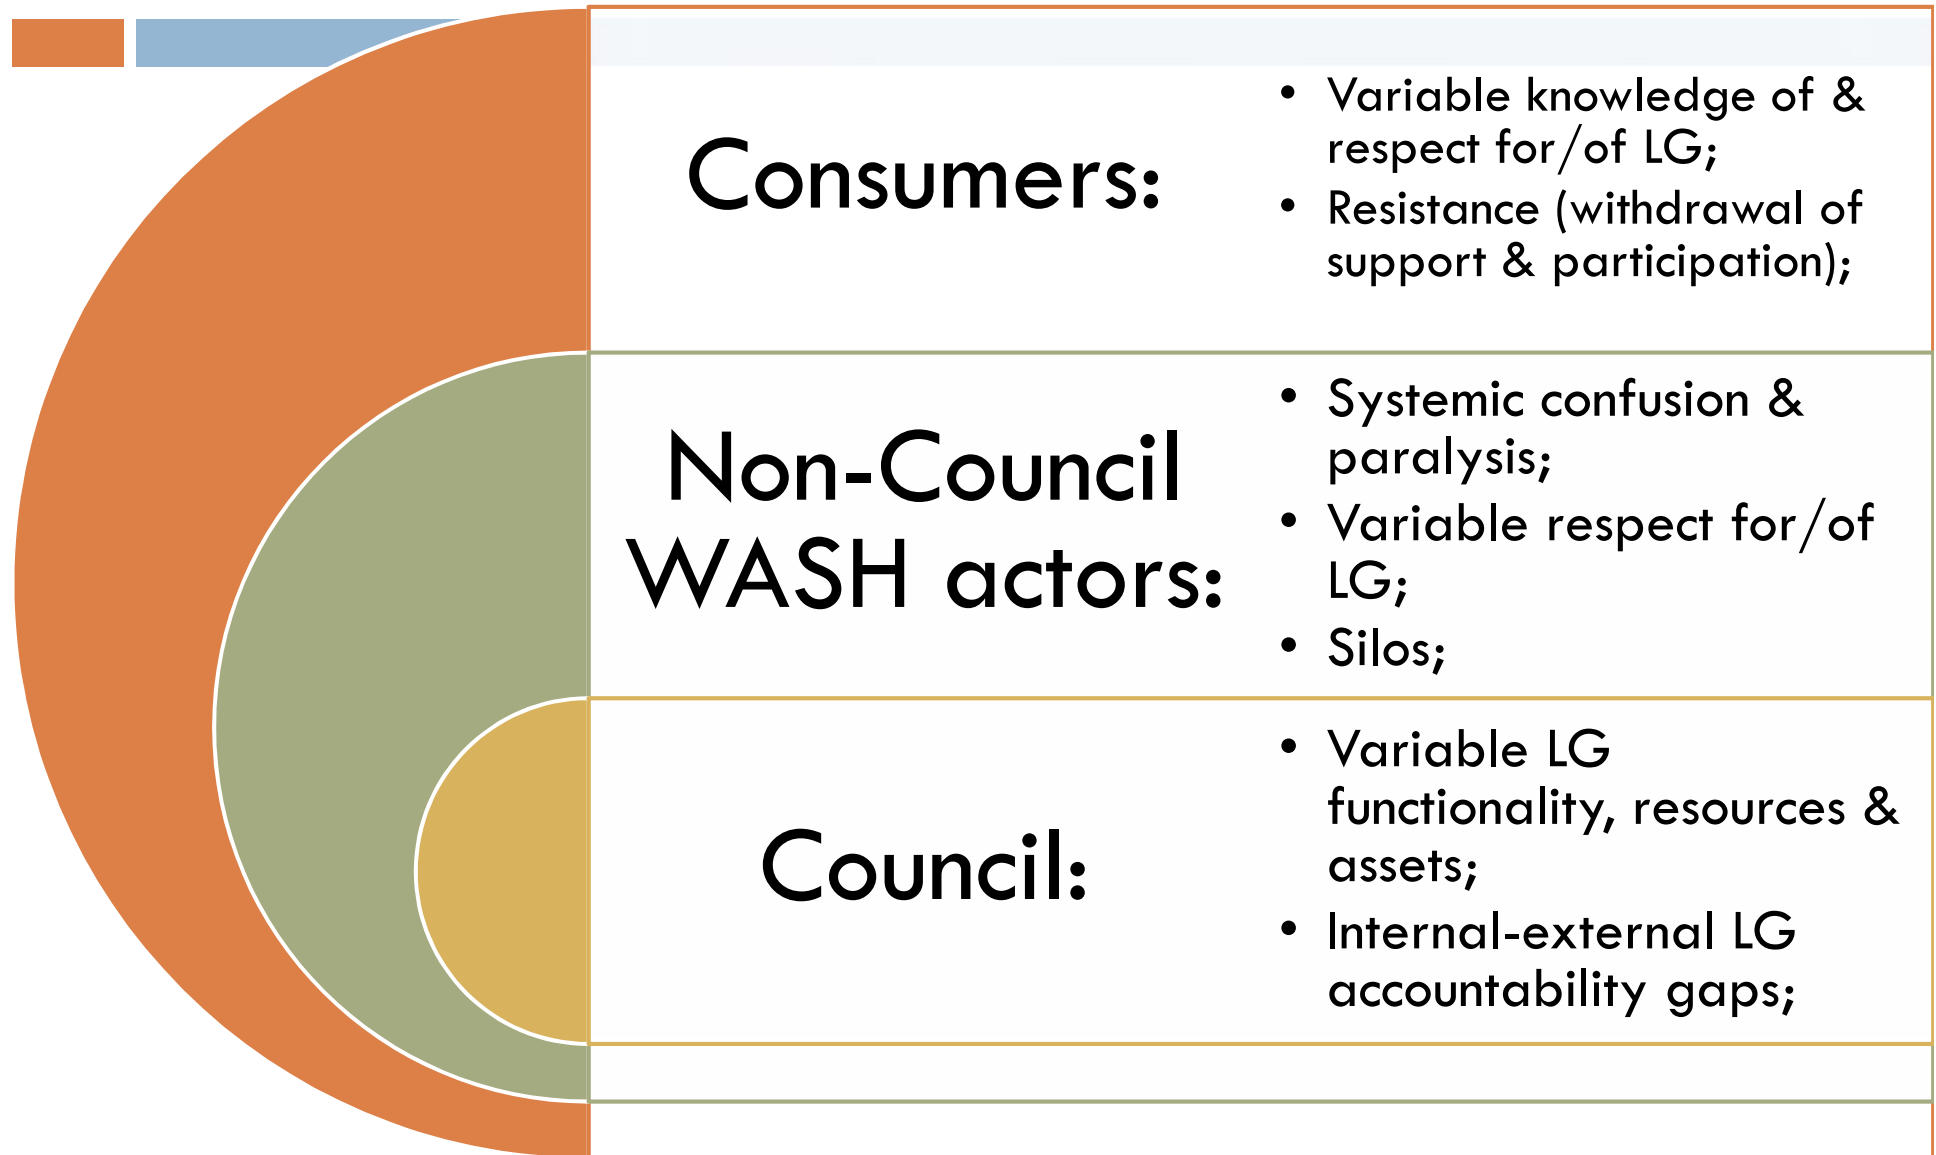 Consumers:
• Variable knowledge of &
respect for/of LG;
• Resistance (withdrawal of
support & participation);
Non-Council
WASH actors:
• Systemic confusion &
paralysis;
• Variable respect for/of
LG;
• Silos;
Council:
• Variable LG
functionality, resources &
assets;
• Internal-external LG
accountability gaps;